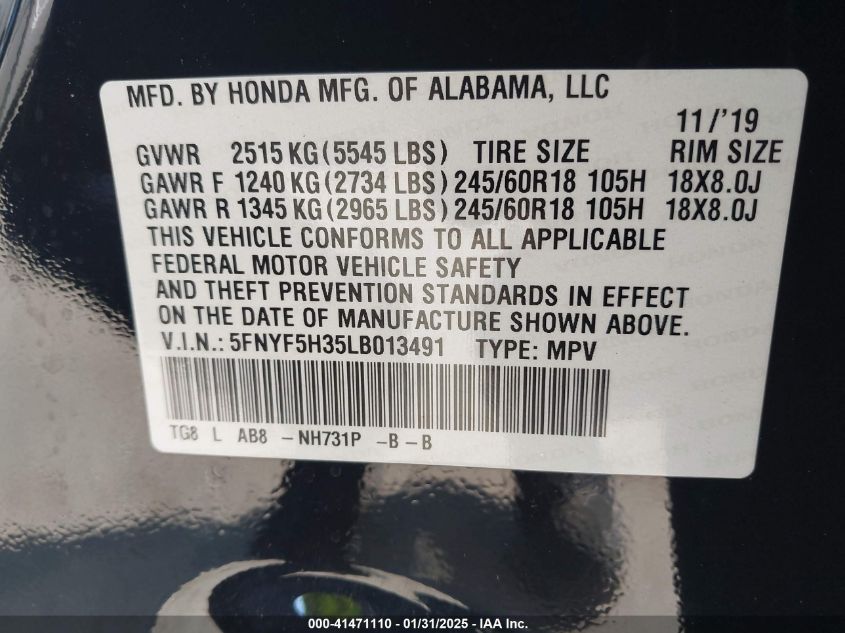 MFD. BY HONDA MFG. OF ALABAMA, LLC
11/'19
GVWR 2515 KG (5545 LBS) TIRE SIZE RIM SIZE
GAWR F 1240 KG (2734 LBS) 245/60R18 105H 18X8.0J
GAWR R 1345 KG (2965 LBS) 245/60R18 105H 18X8.0J
THIS VEHICLE CONFORMS TO ALL APPLICABLE
FEDERAL MOTOR VEHICLE SAFETY
AND THEFT PREVENTION STANDARDS IN EFFECT
ON THE DATE OF MANUFACTURE SHOWN ABOVE.
V.I.N.: 5FNYF5H35LB013491 TYPE: MPV
TG8 L AB8 -NH731P -B-B
000-41471110 - 01/31/2025 - IAA Inc.